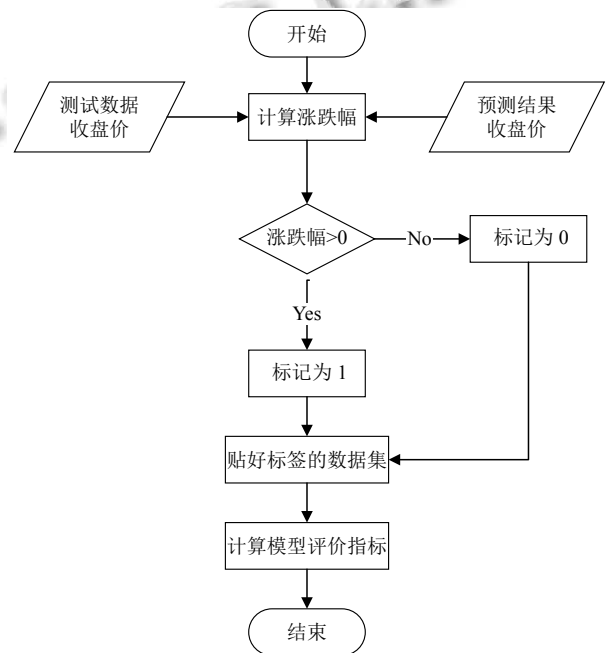 开始
测试数据
收盘价
计算涨跌幅
预测结果
收盘价
涨跌幅>0
No
标记为 0
Yes
标记为 1
贴好标签的数据集
计算模型评价指标
结束